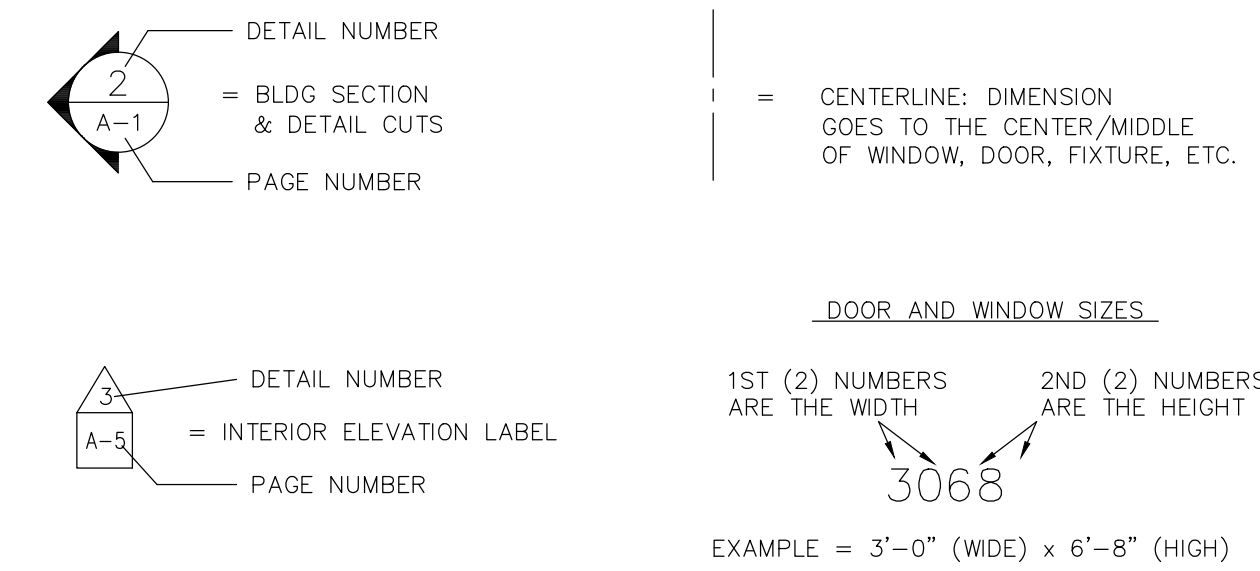 DETAIL NUMBER
2
= BLDG SECTION
& DETAIL CUTS
A-1
PAGE NUMBER
= CENTERLINE: DIMENSION
GOES TO THE CENTER/MIDDLE
OF WINDOW, DOOR, FIXTURE, ETC.
DETAIL NUMBER
3
= INTERIOR ELEVATION LABEL
A-5
PAGE NUMBER
DOOR AND WINDOW SIZES
1ST (2) NUMBERS
ARE THE WIDTH
2ND (2) NUMBERS
ARE THE HEIGHT
3068
EXAMPLE = 3'-0" (WIDE) x 6'-8" (HIGH)